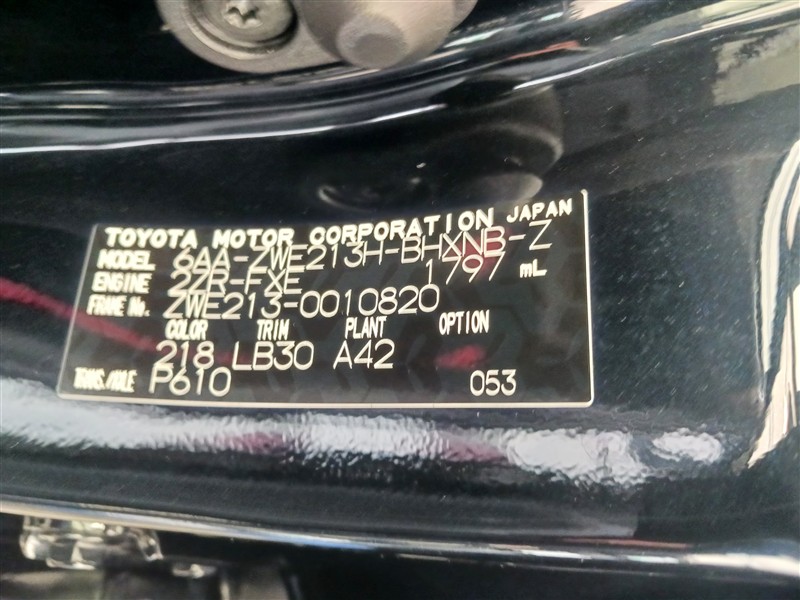 TOYOTA MOTOR CORPORATION JAPAN
MODEL 6AA-ZWE213H-BHXNB-Z
ENGINE 2ZR-FXE 1797 mL
FRAME No. ZWE213-0010820
COLOR TRIM PLANT OPTION
218 LB30 A42
TRANS./AXLE P610 053